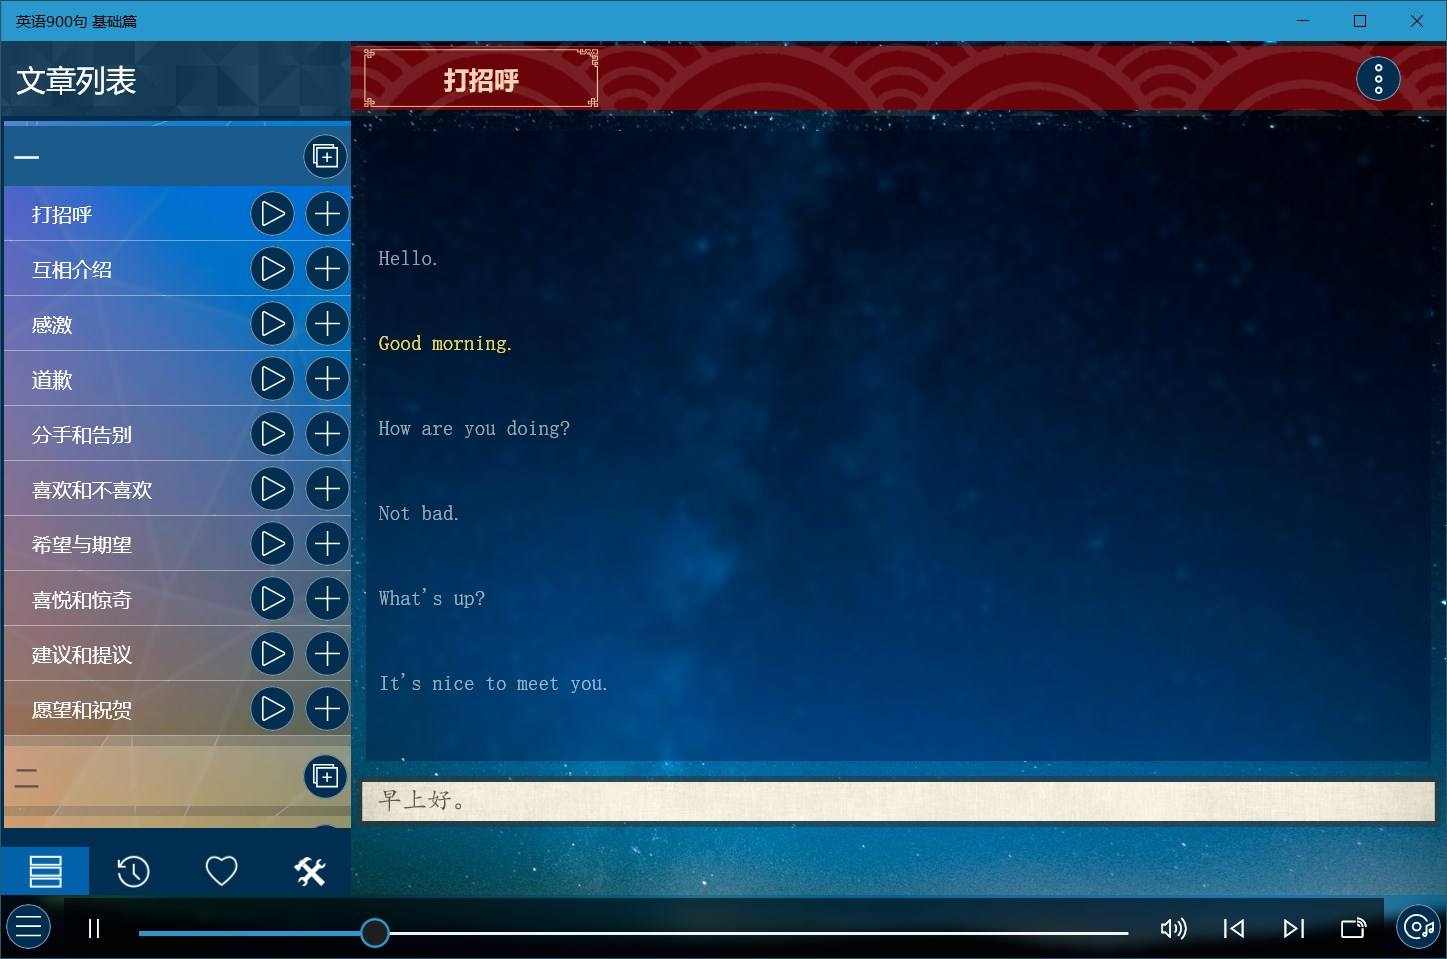 英语900句 基础篇
文章列表
打招呼
一
打招呼
互相介绍
感激
道歉
分手和告别
喜欢和不喜欢
希望与期望
喜悦和惊奇
建议和提议
愿望和祝贺
二
Hello.
Good morning.
How are you doing?
Not bad.
What's up?
It's nice to meet you.
早上好。